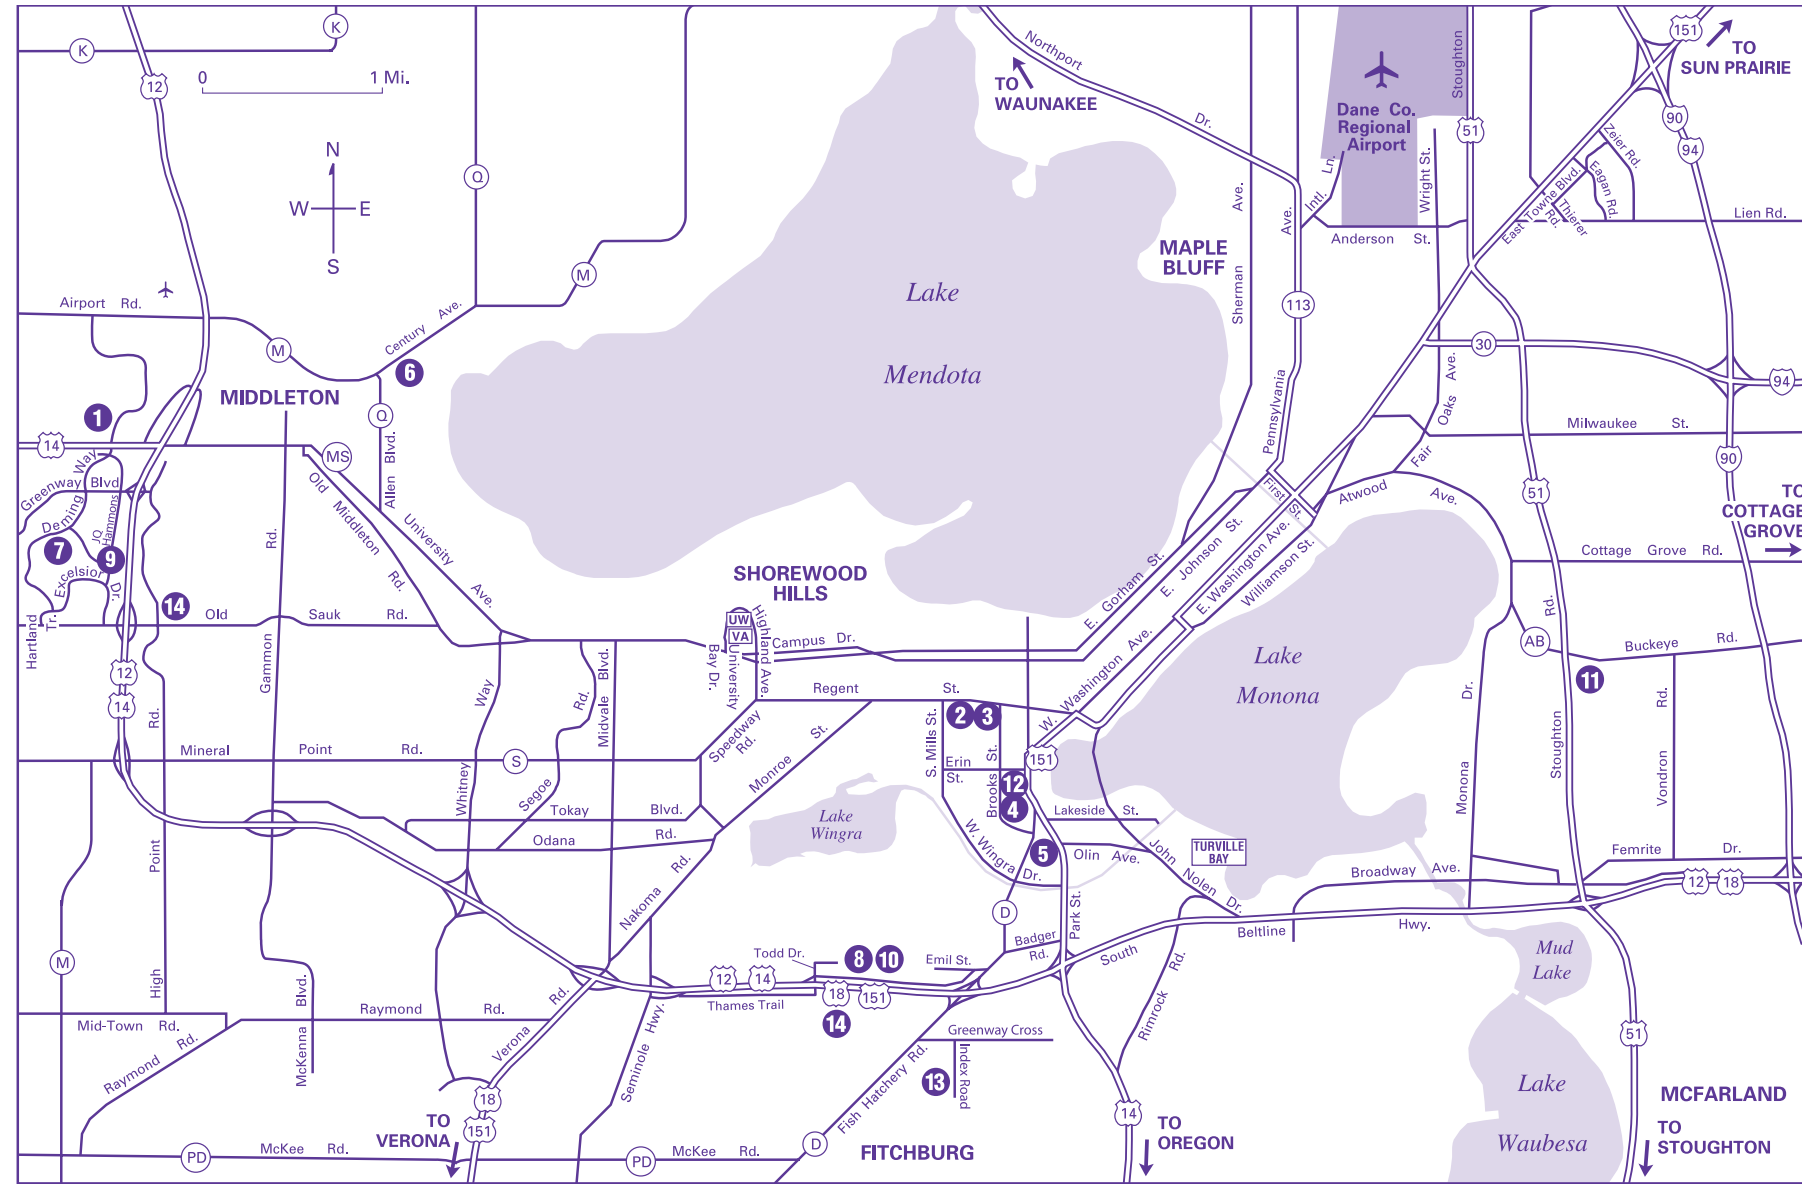 K
K
12
0
1 Mi.
N
W
E
S
Q
M
Airport Rd.
M
Century Ave.
6
MIDDLETON
1
Q
14
MS
Allen Blvd.
Old Middleton Rd.
University Ave.
Greenway Blvd
Deming Way
JQ Hammons
Dr.
7
9
Excelsior
Hartland
Tr.
14
Old Sauk Rd.
Gammon
Rd.
12
14
Mineral Point Rd.
S
High Point Rd.
Whitney Way
Segoe Rd.
Midvale Blvd.
Tokay Blvd.
Odana Rd.
Nakoma Rd.
M
Mid-Town Rd.
Raymond Rd.
Raymond Rd.
McKenna Blvd.
Verona Rd.
Seminole Hwy.
18
151
TO
VERONA
PD
McKee Rd.
PD
McKee Rd.
D
FITCHBURG
Fish Hatchery Rd.
13
Index Road
Greenway Cross
Todd Dr.
8
10
Emil St.
12
14
18
151
Thames Trail
14
Badger
Rd.
D
Park St.
South
Beltline
Hwy.
Rimrock Rd.
14
TO
OREGON
TO
WAUNAKEE
Northport Dr.
Lake
Mendota
MAPLE
BLUFF
Sherman Ave.
Pennsylvania Ave.
113
Intl. Ln.
Dane Co.
Regional
Airport
Anderson St.
Wright St.
Stoughton
51
151
TO
SUN PRAIRIE
90
94
Zeier Rd.
Eagan Rd.
East Towne Blvd.
Thierer
Rd.
Lien Rd.
30
94
Fair Oaks Ave.
Milwaukee St.
90
51
First St.
Atwood Ave.
E. Gorham St.
E. Johnson St.
E. Washington Ave.
Williamson St.
TO
COTTAGE
GROVE
Cottage Grove Rd.
SHOREWOOD
HILLS
UW
VA
Highland Ave.
University
Bay Dr.
Campus Dr.
Regent St.
Speedway
Rd.
Monroe St.
2
3
S. Mills St.
Erin
St.
Brooks St.
W. Washington Ave.
151
12
4
5
Lakeside St.
Olin Ave.
W. Wingra Dr.
John Nolen Dr.
Lake
Wingra
Lake
Monona
TURVILLE
BAY
Monona Dr.
AB
Buckeye Rd.
11
Stoughton Rd.
Vondron Rd.
Femrite Dr.
Broadway Ave.
12
18
Mud
Lake
51
Lake
Waubesa
MCFARLAND
TO
STOUGHTON